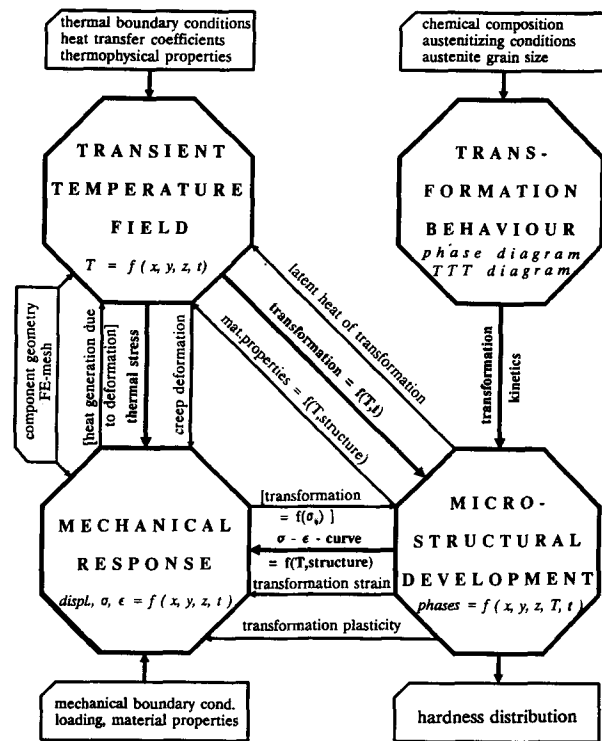 thermal boundary conditions
heat transfer coefficients
thermophysical properties
chemical composition
austenitizing conditions
austenite grain size
TRANSIENT
TEMPERATURE
FIELD
T = f ( x, y, z, t )
TRANS-
FORMATION
BEHAVIOUR
phase diagram
TTT diagram
latent heat of transformation
transformation = f(T,t)
mat.properties = f(T,structure)
component geometry
FE-mesh
[heat generation due
to deformation]
thermal stress
creep deformation
transformation
kinetics
MECHANICAL
RESPONSE
displ., σ, ϵ = f ( x, y, z, t )
[transformation
= f(σᵢⱼ) ]
σ - ϵ - curve
= f(T,structure)
transformation strain
transformation plasticity
MICRO-
STRUCTURAL
DEVELOPMENT
phases = f ( x, y, z, T, t )
mechanical boundary cond.
loading, material properties
hardness distribution